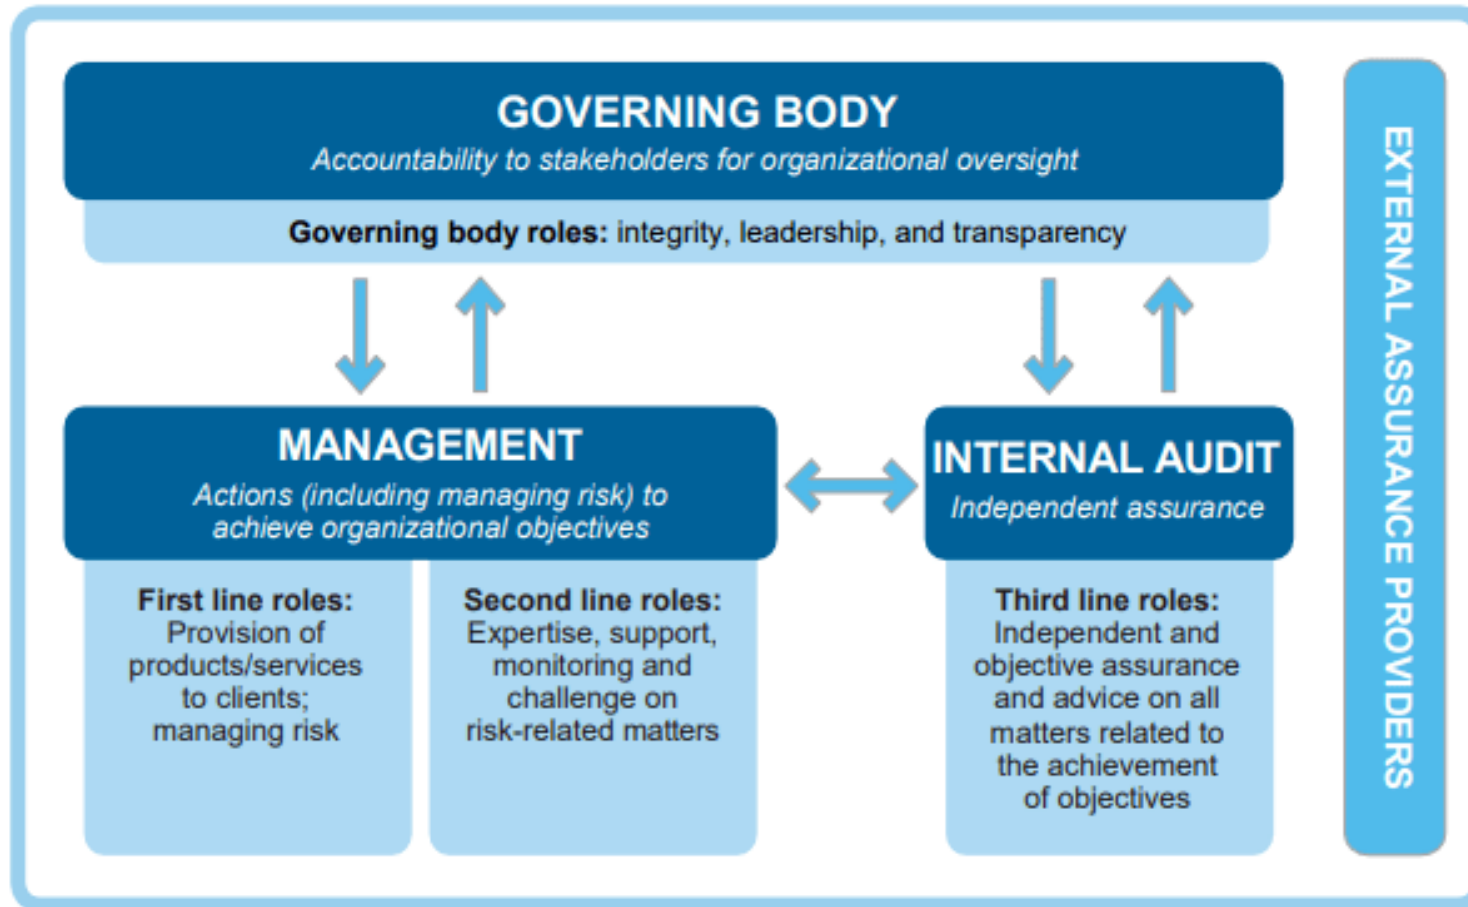 GOVERNING BODY
Accountability to stakeholders for organizational oversight
Governing body roles: integrity, leadership, and transparency
MANAGEMENT
Actions (including managing risk) to
achieve organizational objectives
First line roles:
Provision of
products/services
to clients;
managing risk
Second line roles:
Expertise, support,
monitoring and
challenge on
risk-related matters
INTERNAL AUDIT
Independent assurance
Third line roles:
Independent and
objective assurance
and advice on all
matters related to
the achievement
of objectives
EXTERNAL ASSURANCE PROVIDERS